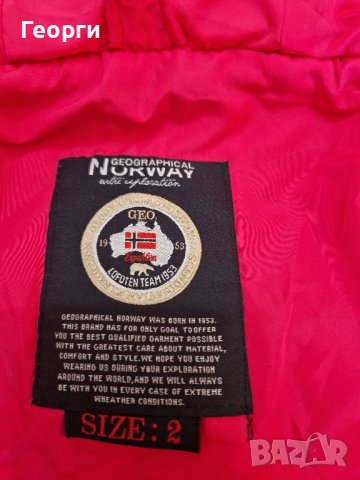 Георги
GEOGRAPHICAL
NORWAY
artic exploration
GEO.
19 53
Expedition
LOFOTEN TEAM 1953
GEOGRAPHICAL NORWAY WAS BORN IN 1953.
THIS BRAND HAS FOR ONLY GOAL TO OFFER
YOU THE BEST QUALIFIED GARMENT POSSIBLE
WITH THE GREATEST CARE ABOUT MATERIAL,
COMFORT AND STYLE.WE HOPE YOU ENJOY
WEARING US DURING YOUR EXPLORATION
AROUND THE WORLD,AND WE WILL ALWAYS
BE WITH YOU IN EVERY CASE OF EXTREME
WHEATHER CONDITIONS.
SIZE: 2
BAZAR